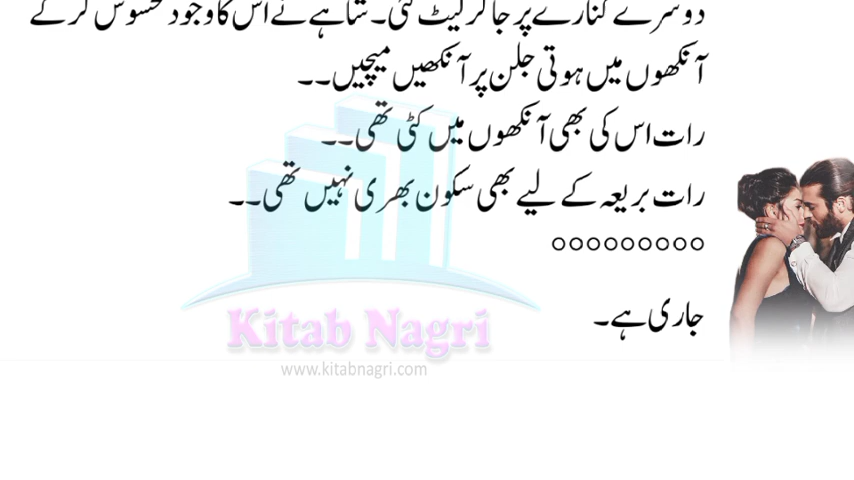 دوسرے کنارے پر جا کر لیٹ گئی۔ شاہے نے اس کا وجود محسوس کر کے
آنکھوں میں ہوتی جلن پر آنکھیں میچیں۔۔
رات اس کی بھی آنکھوں میں کٹی تھی۔۔
رات بریعہ کے لیے بھی سکون بھری نہیں تھی۔۔
○○○○○○○○○
جاری ہے۔
Kitab Nagri
www.kitabnagri.com